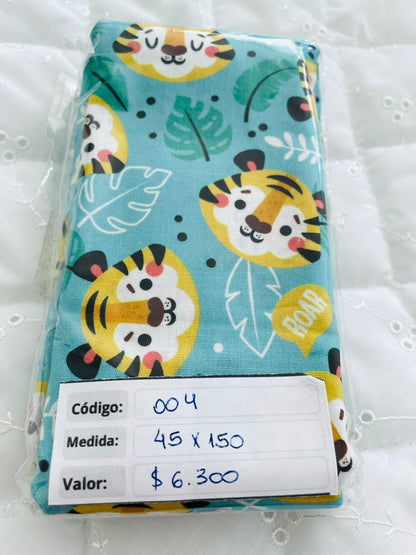 ROAR
Código: 004
Medida: 45 x 150
Valor: $ 6.300